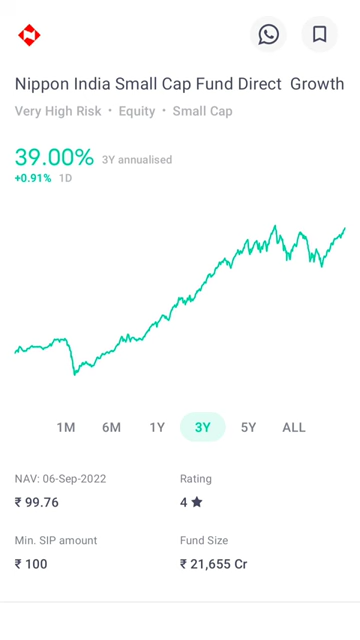 Nippon India Small Cap Fund Direct Growth
Very High Risk • Equity • Small Cap
39.00% 3Y annualised
+0.91% 1D
1M 6M 1Y 3Y 5Y ALL
NAV: 06-Sep-2022 Rating
₹ 99.76 4 ★
Min. SIP amount Fund Size
₹ 100 ₹ 21,655 Cr